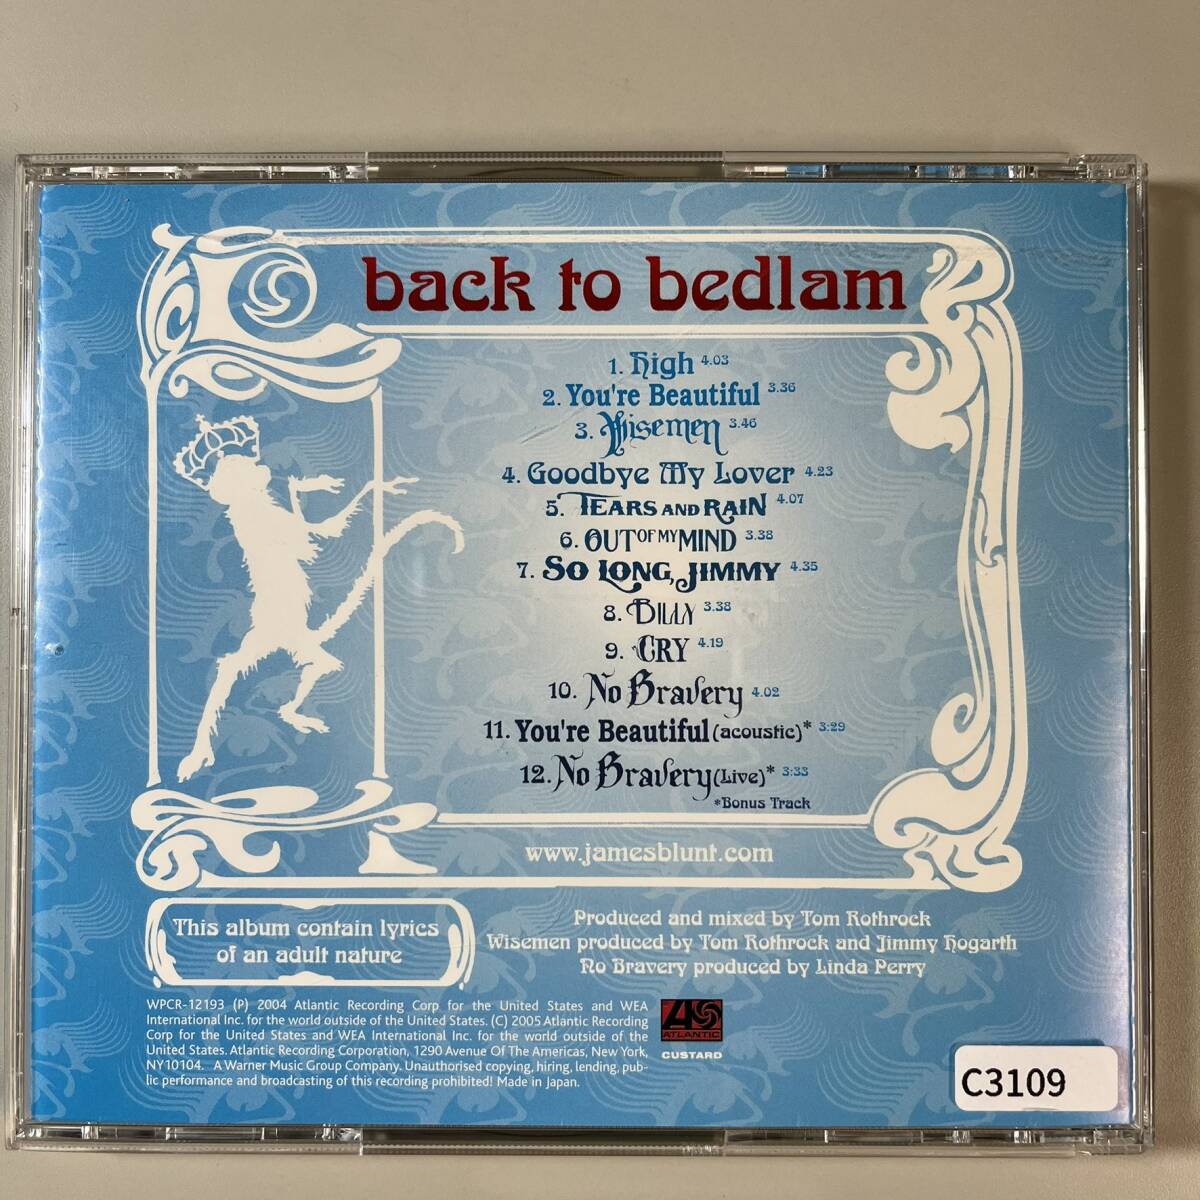 back to bedlam
1. High 4.03
2. You're Beautiful 3.36
3. Wisemen 3.46
4. Goodbye My Lover 4.23
5. TEARS AND RAIN 4.07
6. OUT OF MY MIND 3.38
7. SO LONG, JIMMY 4.35
8. BILLY 3.38
9. CRY 4.19
10. No Bravery 4.02
11. You're Beautiful (acoustic)* 3:29
12. No Bravery (Live)* 3:33
*Bonus Track
www.jamesblunt.com
This album contain lyrics
of an adult nature
Produced and mixed by Tom Rothrock
Wisemen produced by Tom Rothrock and Jimmy Hogarth
No Bravery produced by Linda Perry
WPCR-12193 (P) 2004 Atlantic Recording Corp for the United States and WEA
International Inc. for the world outside of the United States. (C) 2005 Atlantic Recording
Corp for the United States and WEA International Inc. for the world outside of the
United States. Atlantic Recording Corporation, 1290 Avenue Of The Americas, New York,
NY10104. A Warner Music Group Company. Unauthorised copying, hiring, lending, pub-
lic performance and broadcasting of this recording prohibited! Made in Japan.
ATLANTIC
CUSTARD
C3109